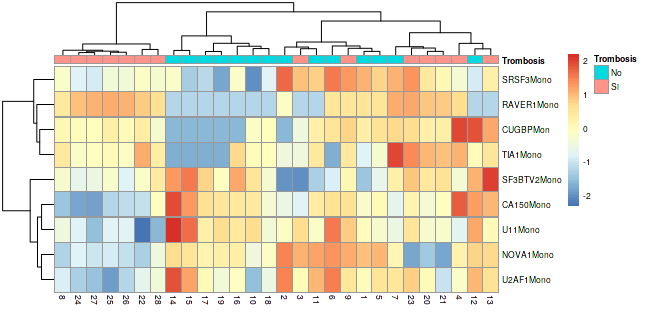 Trombosis
Trombosis
No
SI
2
1
0
-1
-2
SRSF3Mono
RAVER1Mono
CUGBPMon
TIA1Mono
SF3BTV2Mono
CA150Mono
U11Mono
NOVA1Mono
U2AF1Mono
8 24 27 25 26 22 28 14 15 17 19 16 10 18 2 3 11 6 9 1 5 7 23 20 21 4 12 13